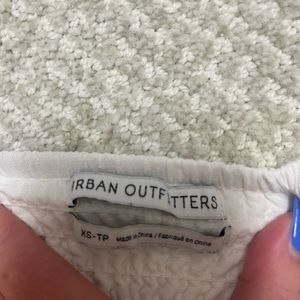 URBAN OUTFITTERS
XS-TP Made in China / Fabriqué en Chine